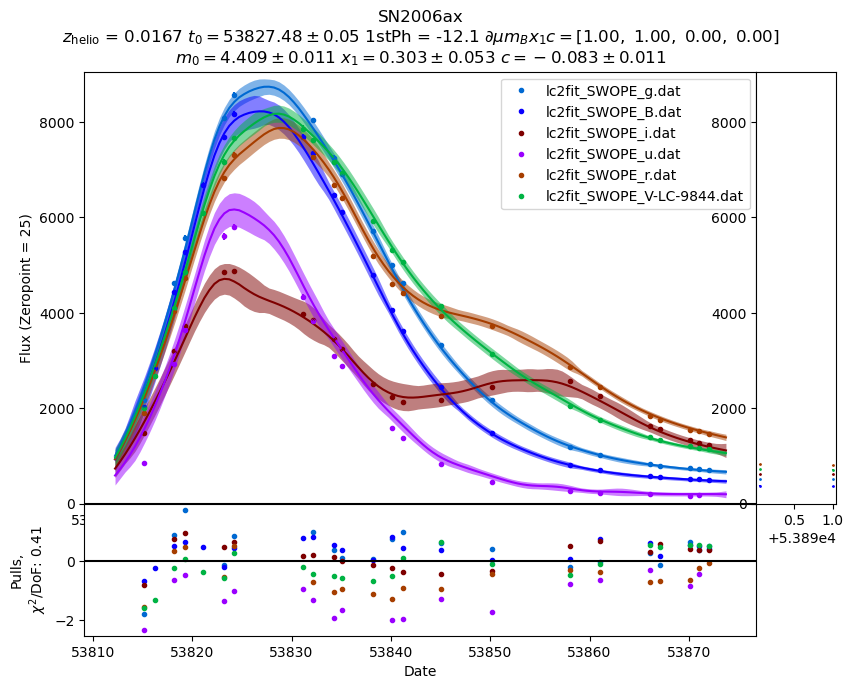 SN2006ax
z_helio = 0.0167 t_0 = 53827.48 ± 0.05 1stPh = -12.1 ∂μm_Bx_1c = [1.00, 1.00, 0.00, 0.00]
m_0 = 4.409 ± 0.011 x_1 = 0.303 ± 0.053 c = −0.083 ± 0.011
lc2fit_SWOPE_g.dat
lc2fit_SWOPE_B.dat
lc2fit_SWOPE_i.dat
lc2fit_SWOPE_u.dat
lc2fit_SWOPE_r.dat
lc2fit_SWOPE_V-LC-9844.dat
Flux (Zeropoint = 25)
8000
6000
4000
2000
0
8000
6000
4000
2000
0
53
0.5
1.0
+5.389e4
Pulls,
χ²/DoF: 0.41
0
−2
53810
53820
53830
53840
53850
53860
53870
Date